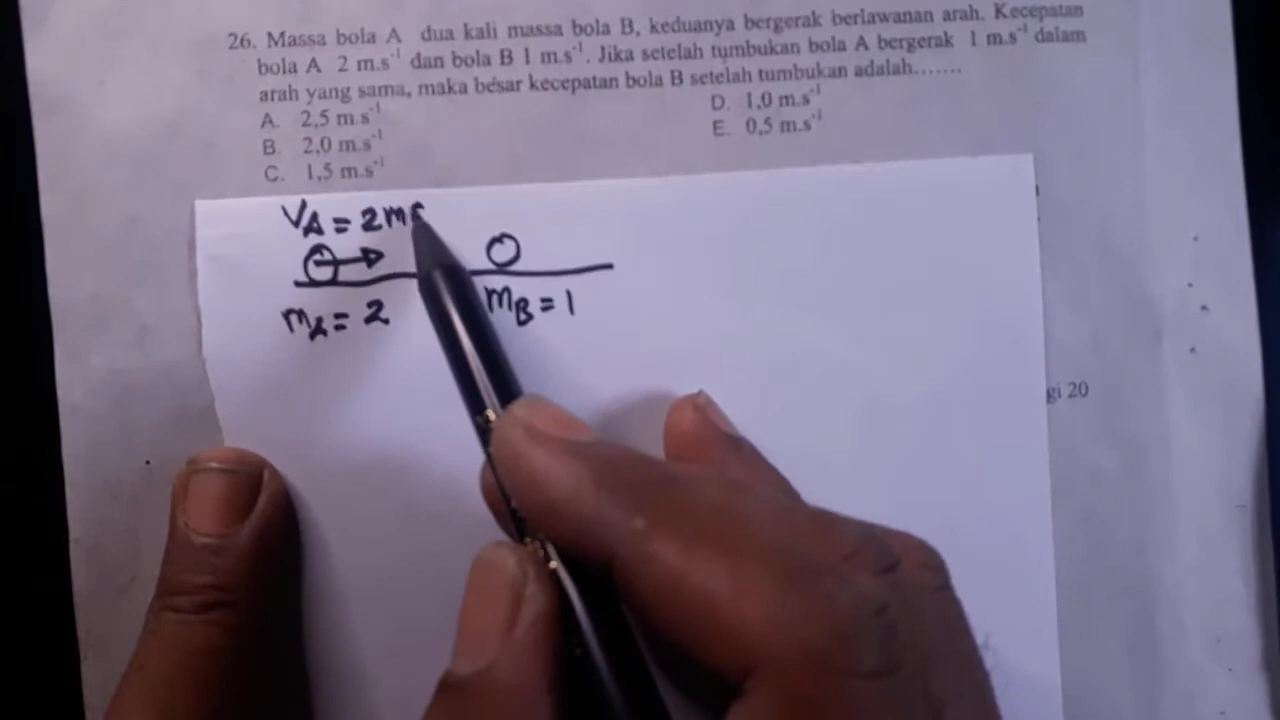 26. Massa bola A dua kali massa bola B, keduanya bergerak berlawanan arah. Kecepatan
bola A 2 m.s⁻¹ dan bola B 1 m.s⁻¹. Jika setelah tumbukan bola A bergerak 1 m.s⁻¹ dalam
arah yang sama, maka besar kecepatan bola B setelah tumbukan adalah.......
A. 2,5 m.s⁻¹
B. 2,0 m.s⁻¹
C. 1,5 m.s⁻¹
D. 1,0 m.s⁻¹
E. 0,5 m.s⁻¹
VA = 2m
mA = 2
mB = 1
gi 20